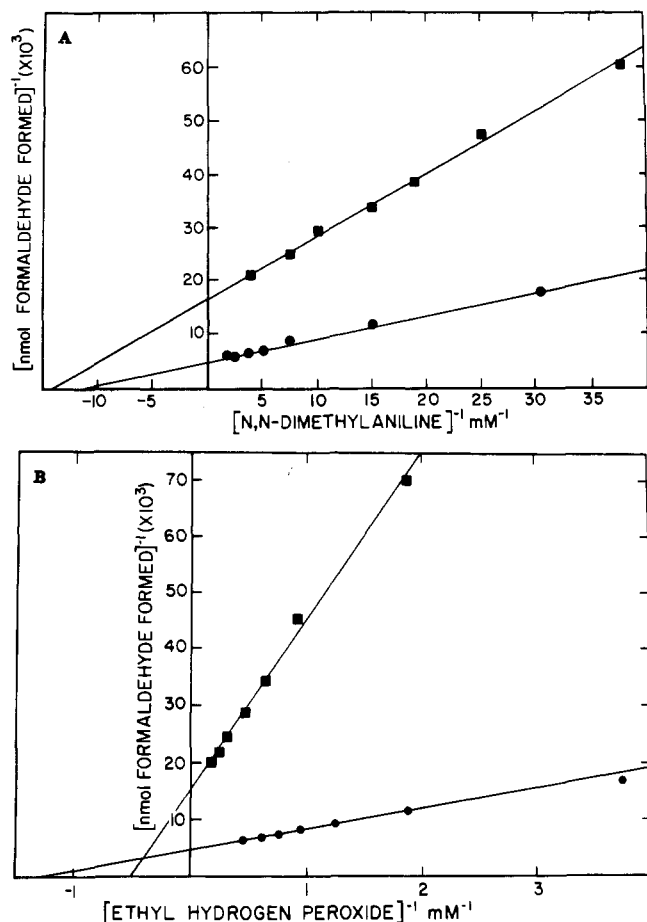 A
[nmol FORMALDEHYDE FORMED]⁻¹ (X10³)
60
50
40
30
20
10
-10 -5 5 10 15 20 25 30 35
[N,N-DIMETHYLANILINE]⁻¹ mM⁻¹
B
[nmol FORMALDEHYDE FORMED]⁻¹ (X10³)
70
60
50
40
30
20
10
-1 1 2 3 4
[ETHYL HYDROGEN PEROXIDE]⁻¹ mM⁻¹